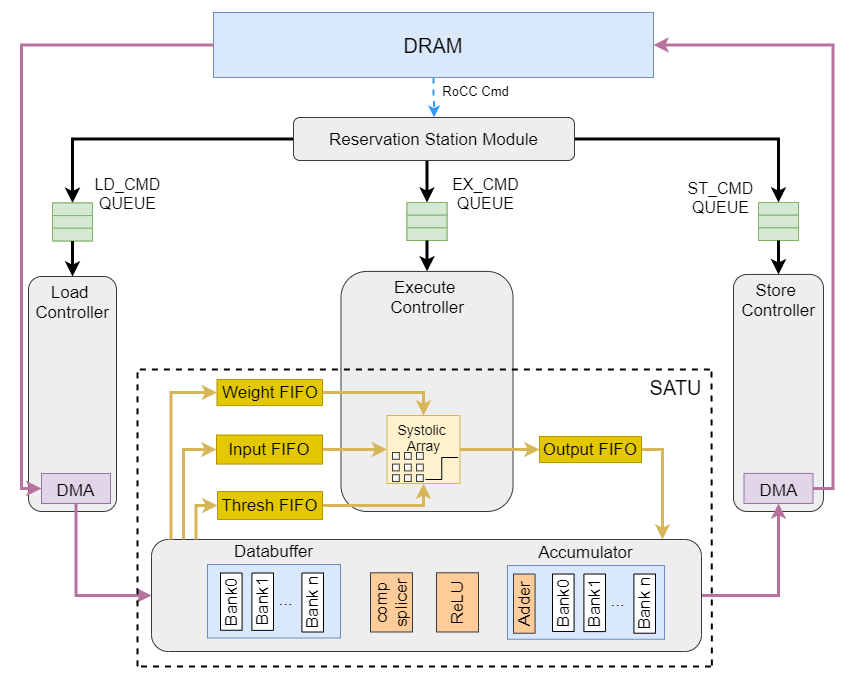 DRAM
RoCC Cmd
Reservation Station Module
LD_CMD
QUEUE
EX_CMD
QUEUE
ST_CMD
QUEUE
Load
Controller
Execute
Controller
Store
Controller
SATU
Weight FIFO
Input FIFO
Thresh FIFO
Systolic
Array
Output FIFO
DMA
DMA
Databuffer
Bank0
Bank1
...
Bank n
comp
splicer
ReLU
Accumulator
Adder
Bank0
Bank1
...
Bank n